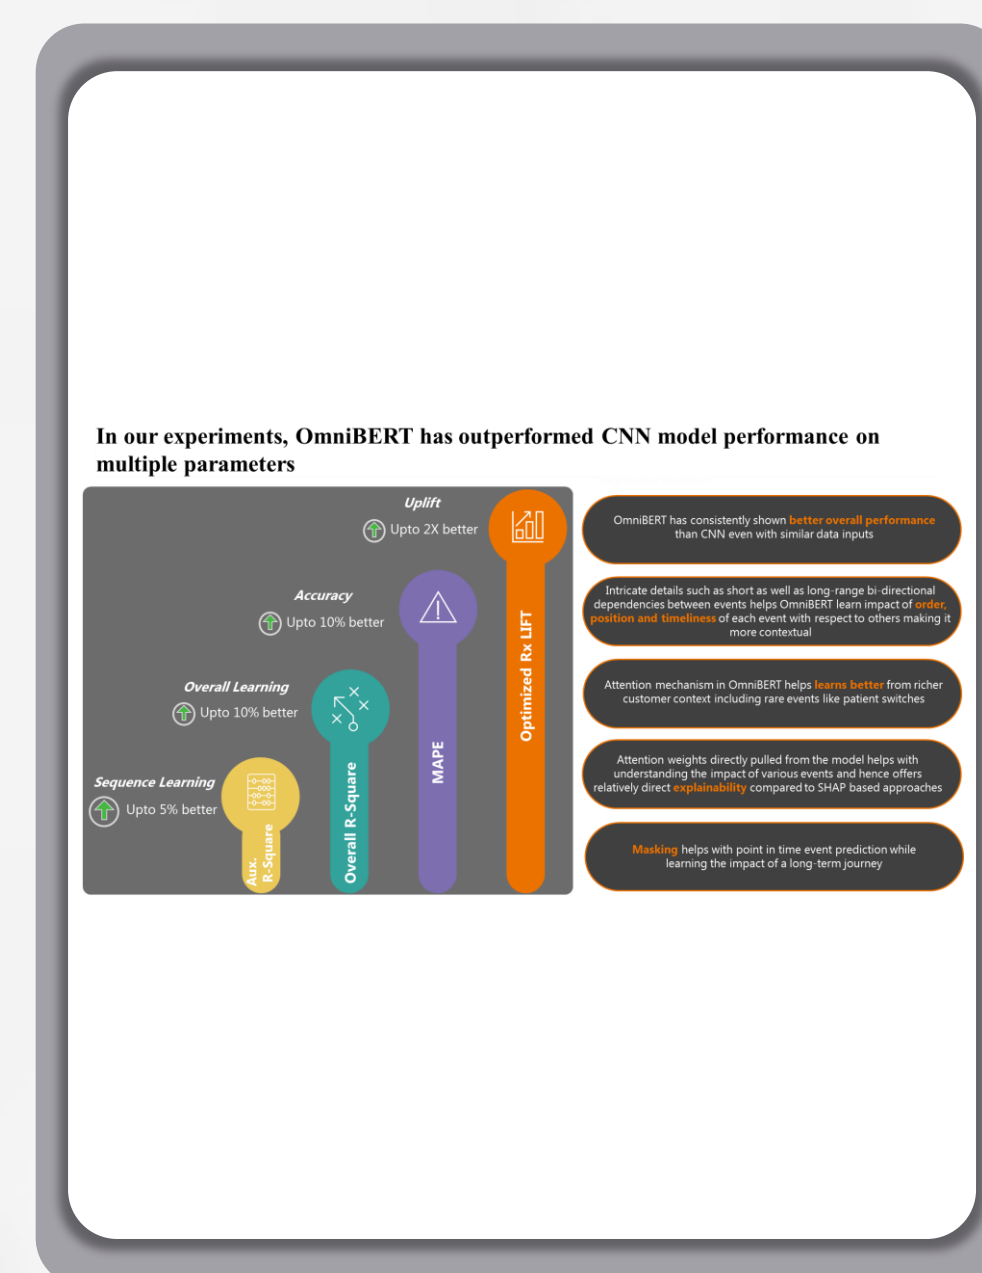 In our experiments, OmniBERT has outperformed CNN model performance on
multiple parameters
Uplift
Upto 2X better
Accuracy
Upto 10% better
Overall Learning
Upto 10% better
Sequence Learning
Upto 5% better
Aux.
R-Square
Overall R-Square
MAPE
Optimized Rx LIFT
OmniBERT has consistently shown better overall performance
than CNN even with similar data inputs
Intricate details such as short as well as long-range bi-directional
dependencies between events helps OmniBERT learn impact of order,
position and timeliness of each event with respect to others making it
more contextual
Attention mechanism in OmniBERT helps learns better from richer
customer context including rare events like patient switches
Attention weights directly pulled from the model helps with
understanding the impact of various events and hence offers
relatively direct explainability compared to SHAP based approaches
Masking helps with point in time event prediction while
learning the impact of a long-term journey